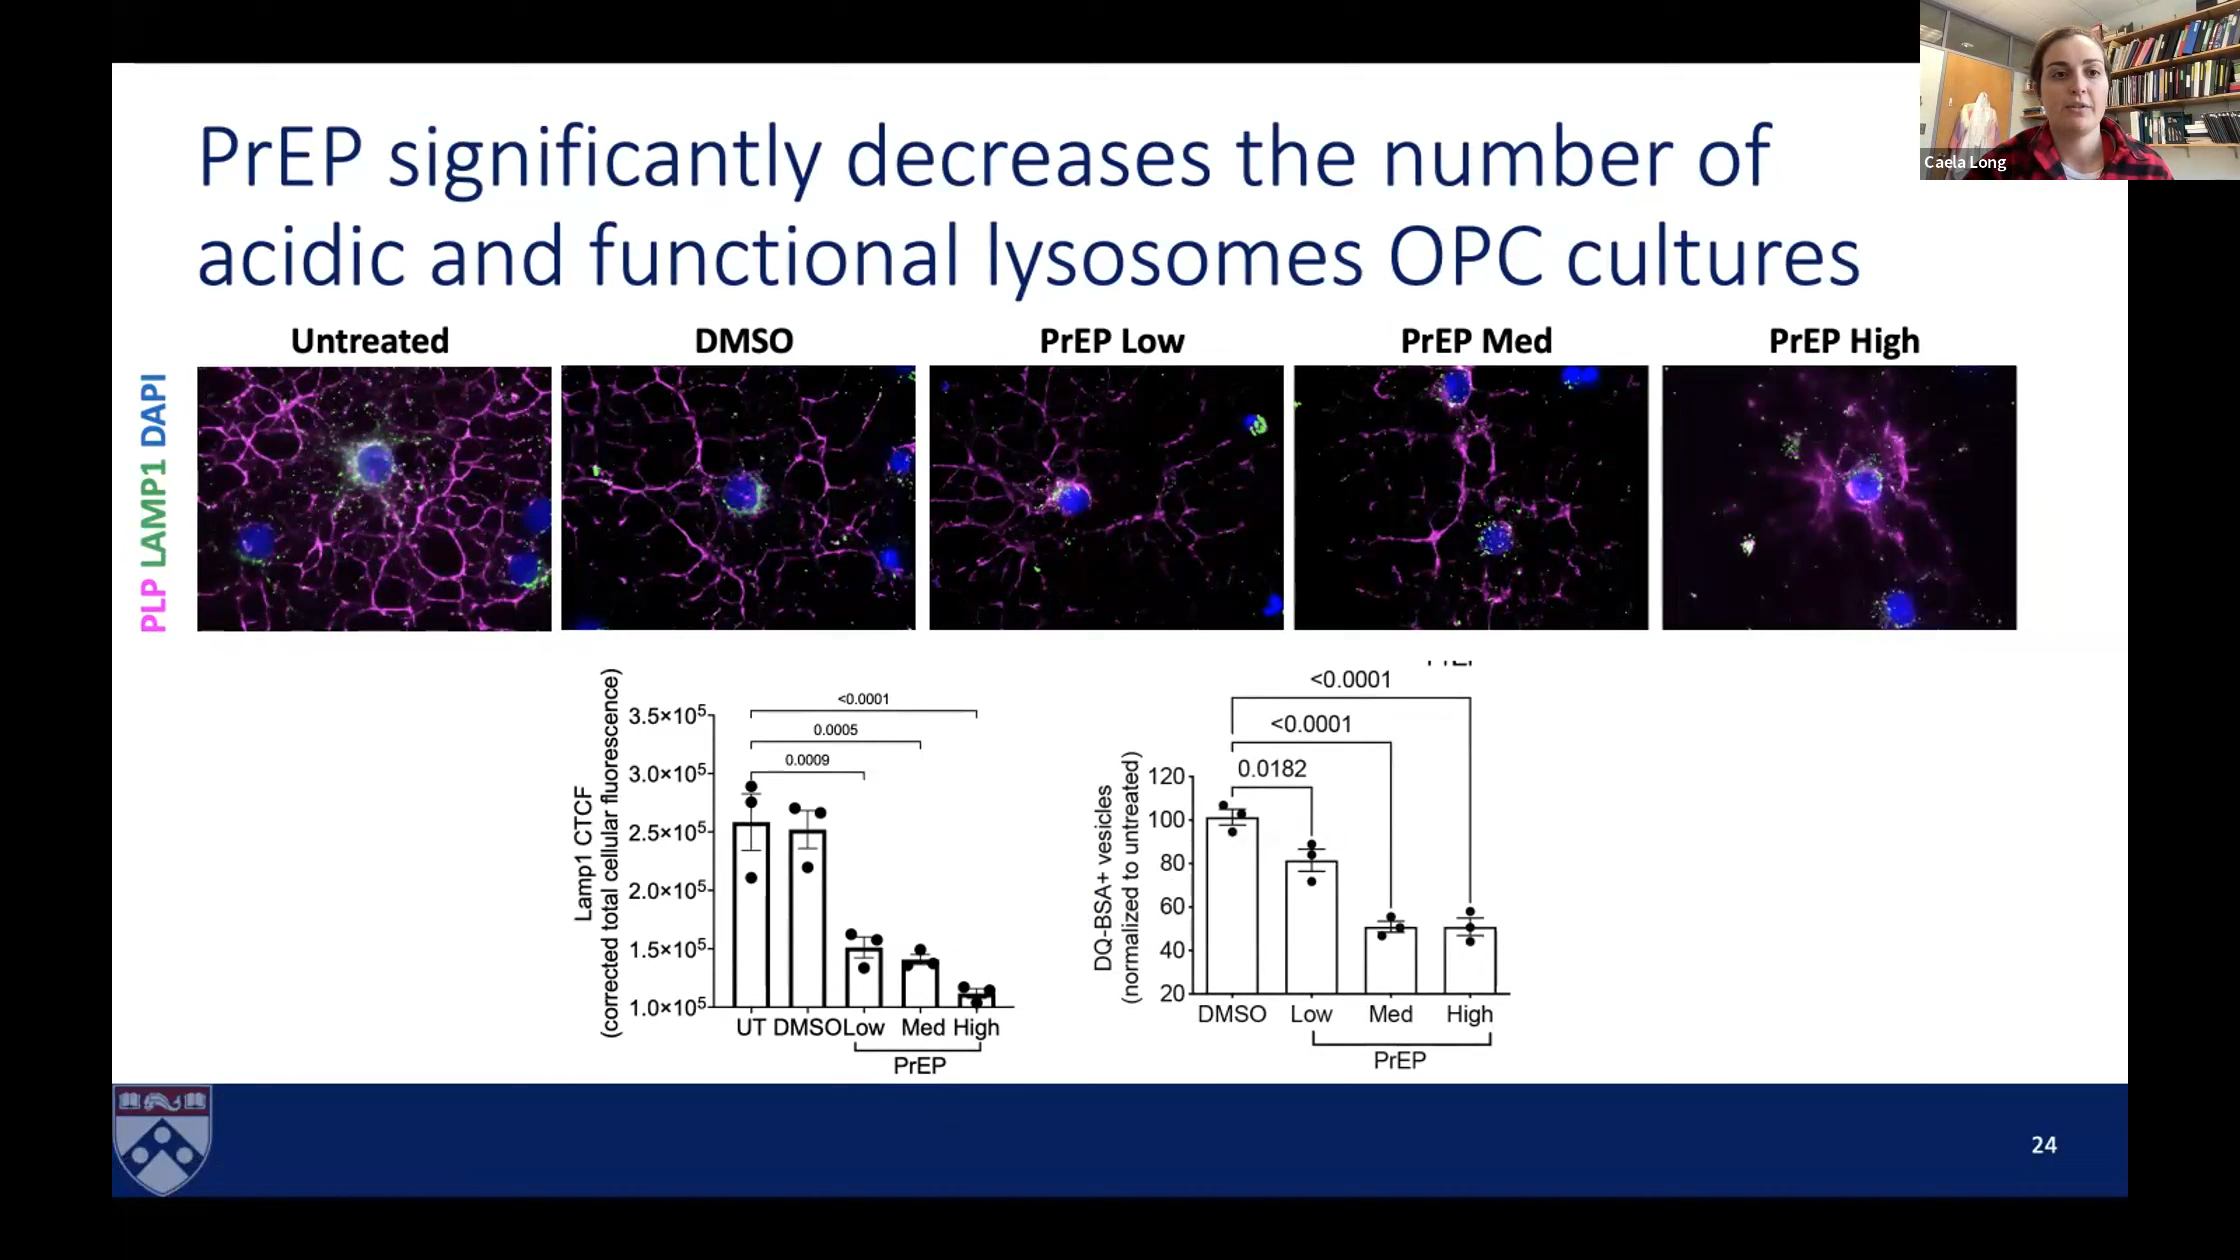 Caela Long
PrEP significantly decreases the number of
acidic and functional lysosomes OPC cultures
Untreated
DMSO
PrEP Low
PrEP Med
PrEP High
PLP LAMP1 DAPI
Lamp1 CTCF
(corrected total cellular fluorescence)
3.5×10⁵
3.0×10⁵
2.5×10⁵
2.0×10⁵
1.5×10⁵
1.0×10⁵
<0.0001
0.0005
0.0009
UT DMSO Low Med High
PrEP
DQ-BSA+ vesicles
(normalized to untreated)
120
100
80
60
40
20
<0.0001
<0.0001
0.0182
DMSO Low Med High
PrEP
24